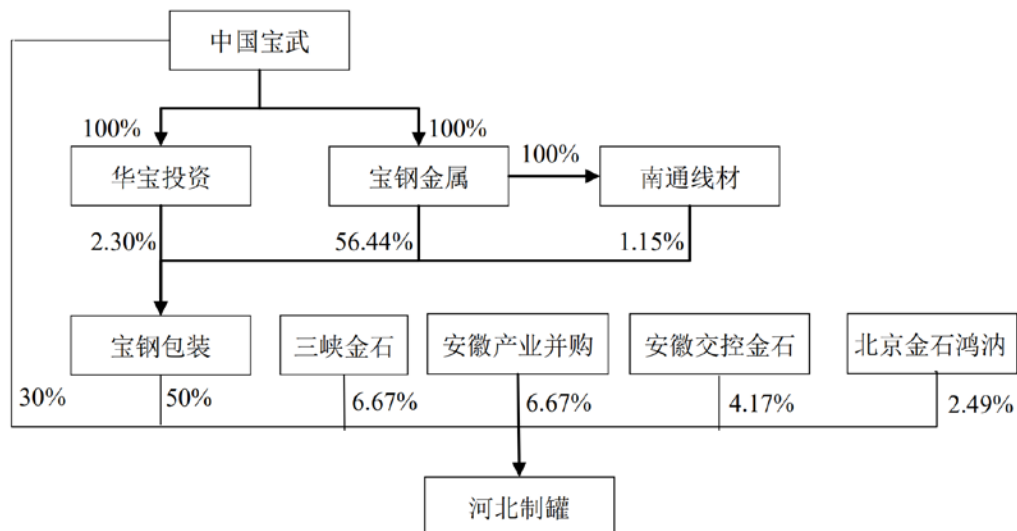 中国宝武
100%
100%
华宝投资
宝钢金属
100%
南通线材
2.30%
56.44%
1.15%
宝钢包装
三峡金石
安徽产业并购
安徽交控金石
北京金石鸿汭
30%
50%
6.67%
6.67%
4.17%
2.49%
河北制罐